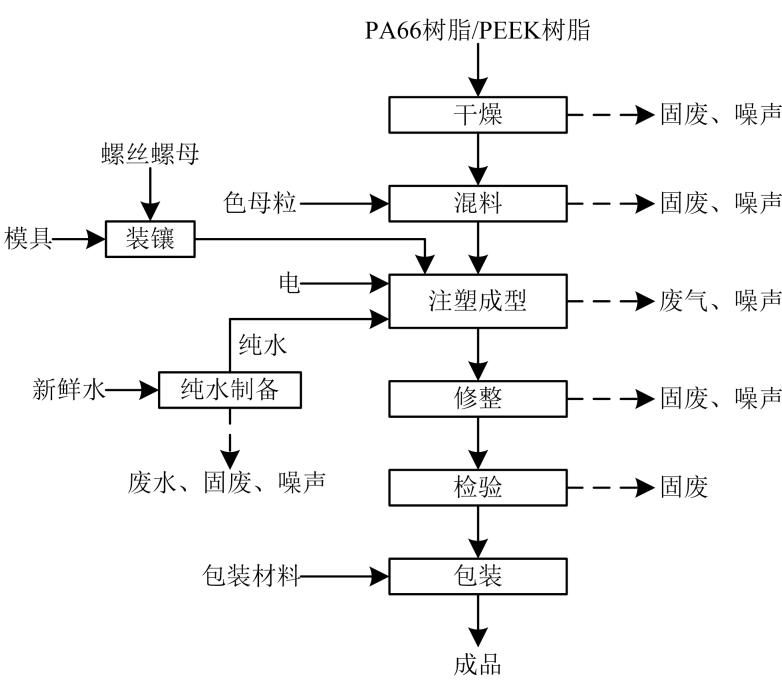 PA66树脂/PEEK树脂
干燥
固废、噪声
螺丝螺母
色母粒
混料
固废、噪声
模具
装镶
电
注塑成型
废气、噪声
纯水
新鲜水
纯水制备
修整
固废、噪声
废水、固废、噪声
检验
固废
包装材料
包装
成品